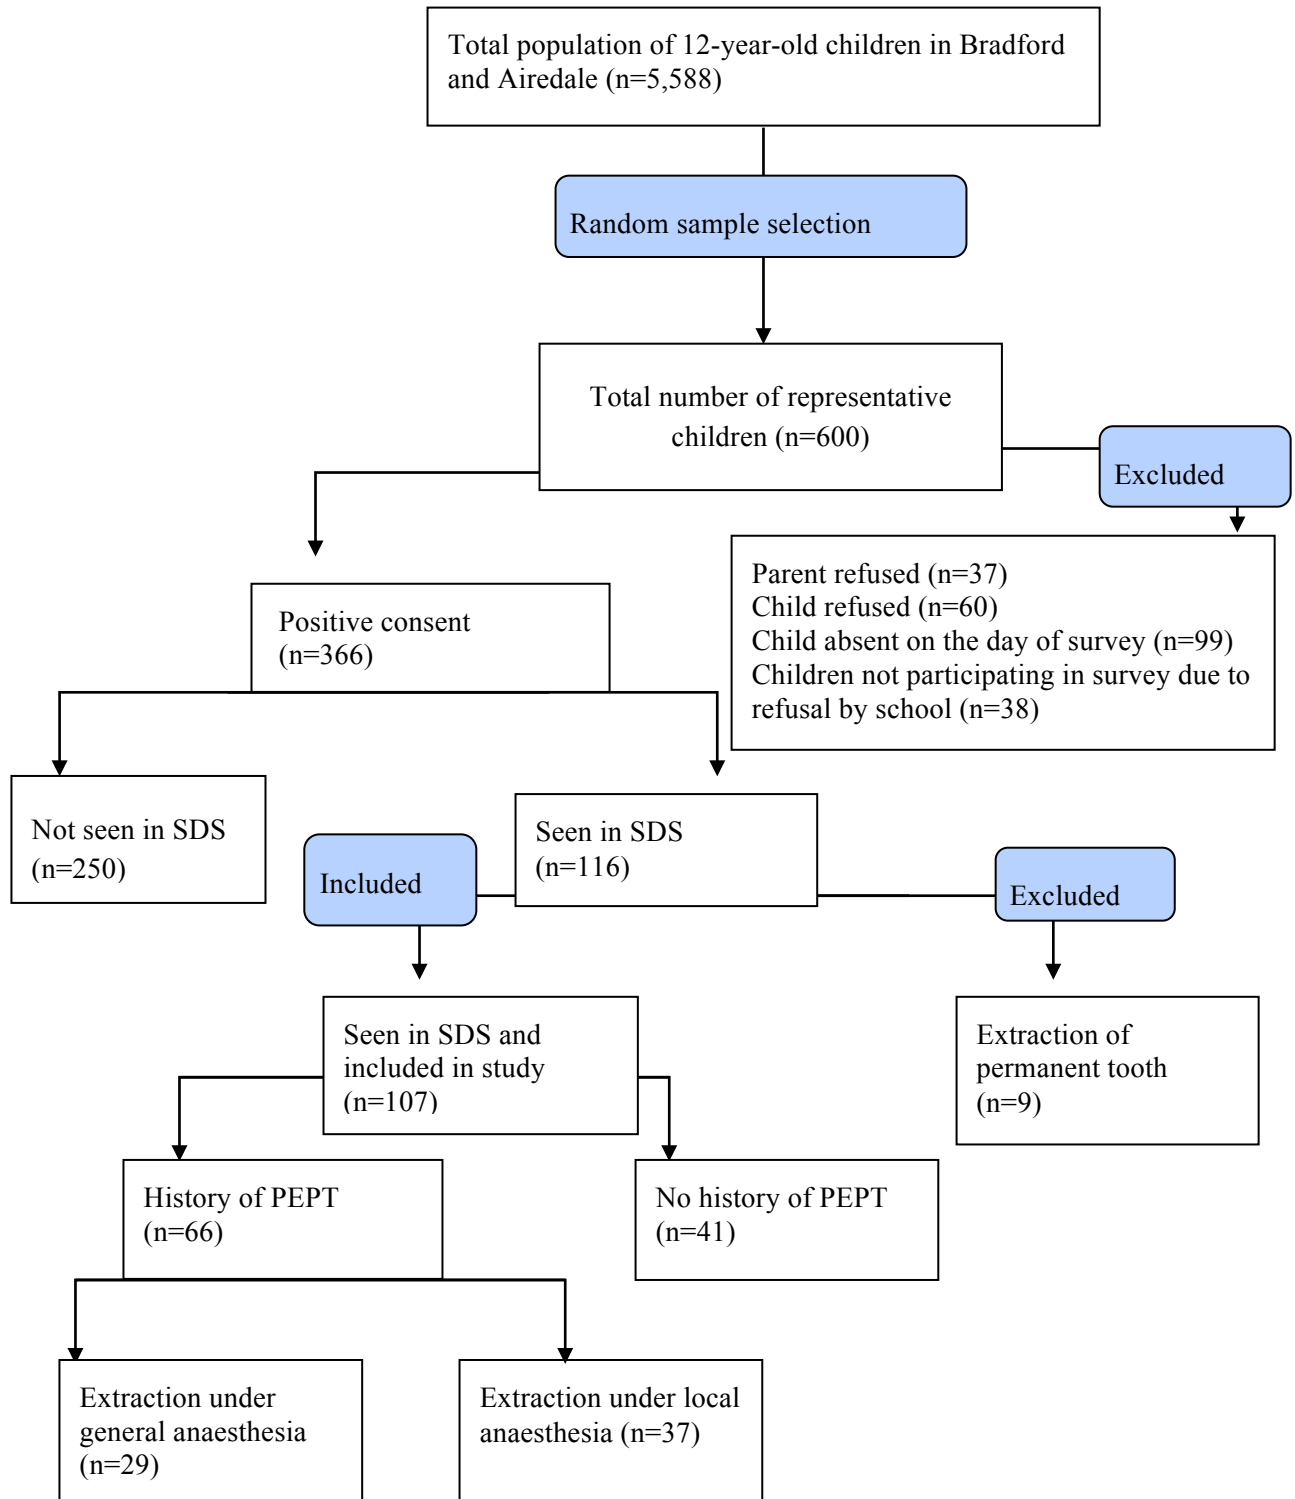 Total population of 12-year-old children in Bradford
and Airedale (n=5,588)
Random sample selection
Total number of representative
children (n=600)
Excluded
Parent refused (n=37)
Child refused (n=60)
Child absent on the day of survey (n=99)
Children not participating in survey due to
refusal by school (n=38)
Positive consent
(n=366)
Not seen in SDS
(n=250)
Seen in SDS
(n=116)
Included
Excluded
Seen in SDS and
included in study
(n=107)
Extraction of
permanent tooth
(n=9)
History of PEPT
(n=66)
No history of PEPT
(n=41)
Extraction under
general anaesthesia
(n=29)
Extraction under local
anaesthesia (n=37)